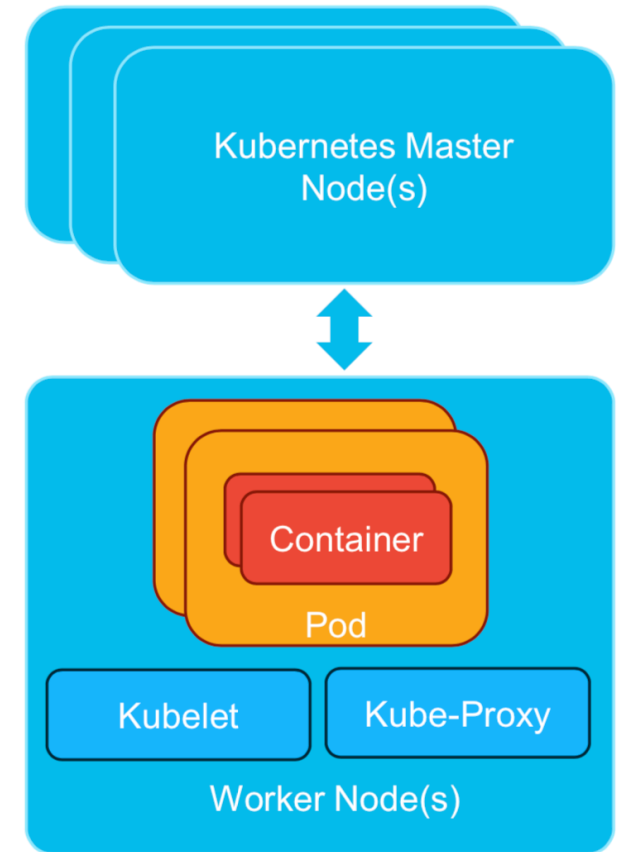 Kubernetes Master
Node(s)
Container
Pod
Kubelet
Kube-Proxy
Worker Node(s)